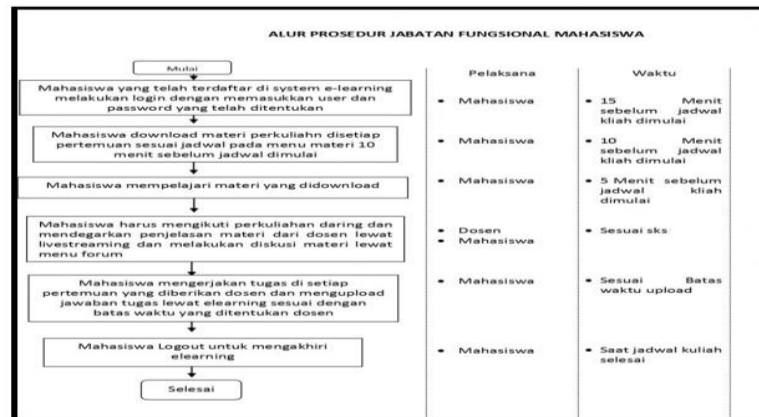 ALUR PROSEDUR JABATAN FUNGSIONAL MAHASISWA
Mulai
Pelaksana
Waktu
Mahasiswa yang telah terdaftar di system e-learning
melakukan login dengan memasukkan user dan
password yang telah ditentukan
• Mahasiswa
• 15 Menit
sebelum jadwal
kliah dimulai
Mahasiswa download materi perkuliahn disetiap
pertemuan sesuai jadwal pada menu materi 10
menit sebelum jadwal dimulai
• Mahasiswa
• 10 Menit
sebelum jadwal
kliah dimulai
Mahasiswa mempelajari materi yang didownload
• Mahasiswa
• 5 Menit sebelum
jadwal kliah
dimulai
Mahasiswa harus mengikuti perkuliahan daring dan
mendegarkan penjelasan materi dari dosen lewat
livestreaming dan melakukan diskusi materi lewat
menu forum
• Dosen
• Mahasiswa
• Sesuai sks
Mahasiswa mengerjakan tugas di setiap
pertemuan yang diberikan dosen dan mengupload
jawaban tugas lewat elearning sesuai dengan
batas waktu yang ditentukan dosen
• Mahasiswa
• Sesuai Batas
waktu upload
Mahasiswa Logout untuk mengakhiri
elearning
• Mahasiswa
• Saat jadwal kuliah
selesai
Selesai